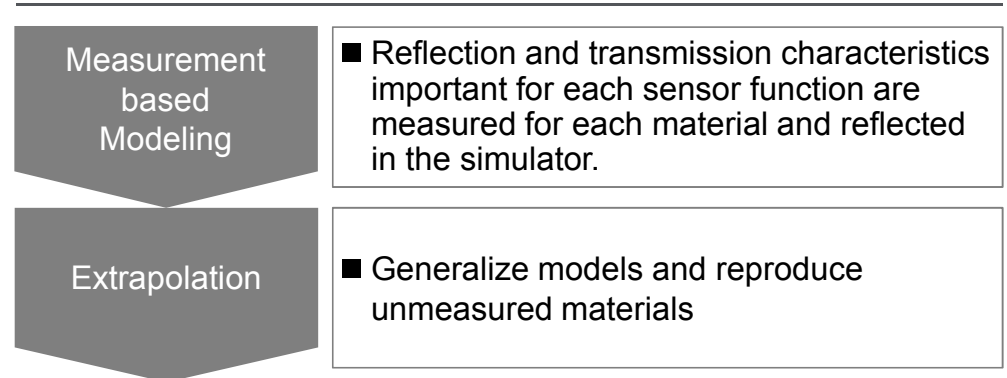 Measurement
based
Modeling
■ Reflection and transmission characteristics
important for each sensor function are
measured for each material and reflected
in the simulator.
Extrapolation
■ Generalize models and reproduce
unmeasured materials